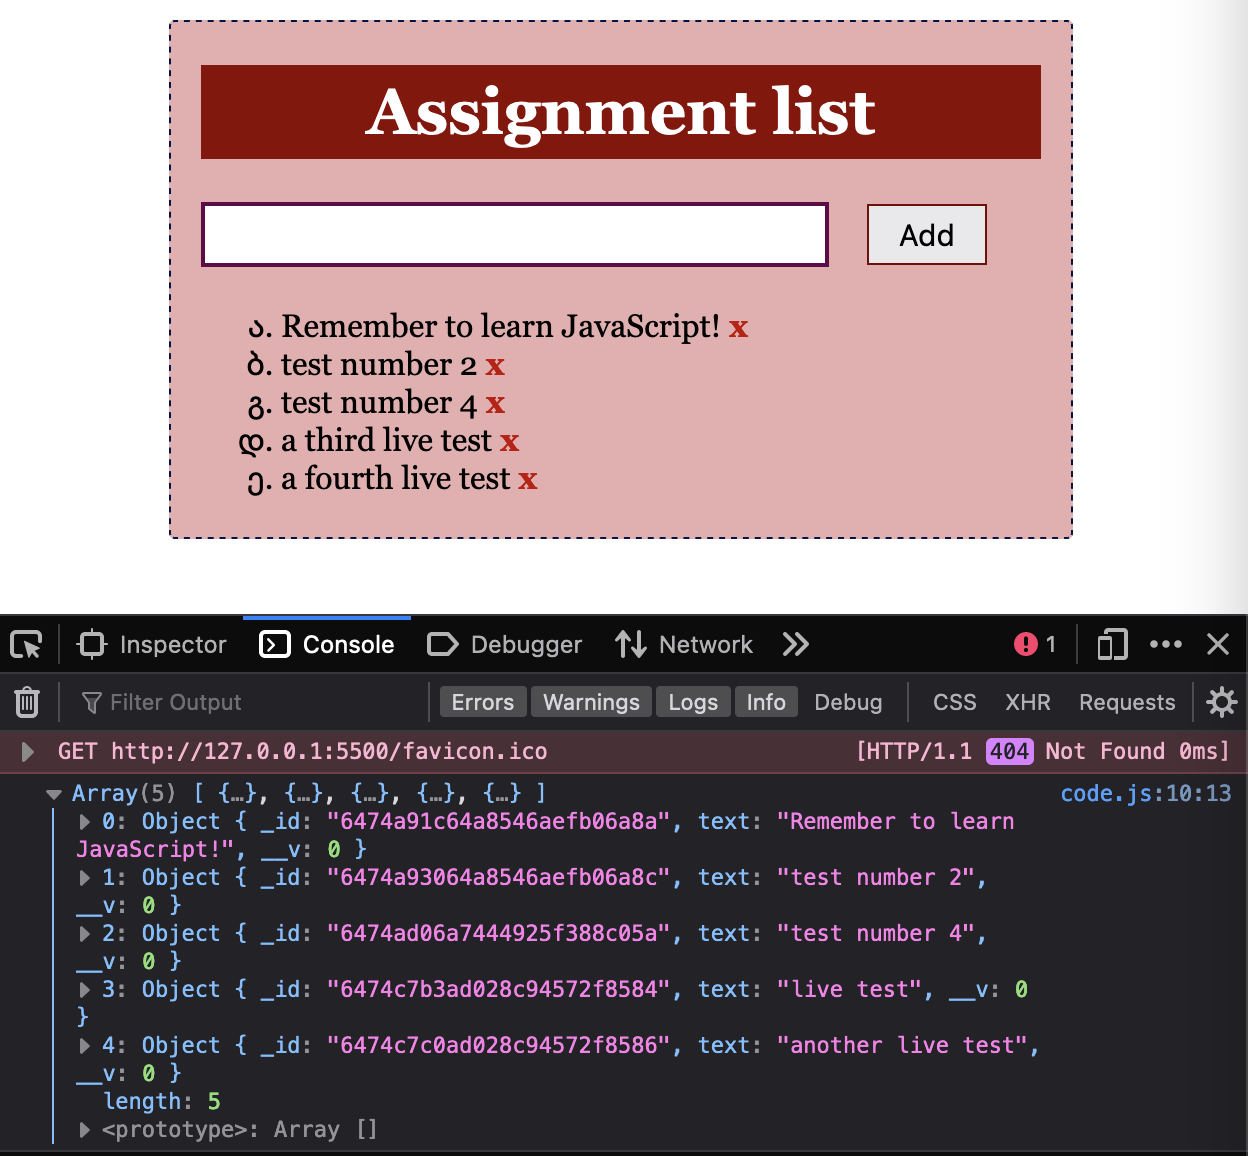 Assignment list
Add
ა. Remember to learn JavaScript! x
ბ. test number 2 x
გ. test number 4 x
დ. a third live test x
ე. a fourth live test x
Inspector Console Debugger Network 1
Filter Output Errors Warnings Logs Info Debug CSS XHR Requests
GET http://127.0.0.1:5500/favicon.ico [HTTP/1.1 404 Not Found 0ms]
Array(5) [ {…}, {…}, {…}, {…}, {…} ] code.js:10:13
0: Object { _id: "6474a91c64a8546aefb06a8a", text: "Remember to learn
JavaScript!", __v: 0 }
1: Object { _id: "6474a93064a8546aefb06a8c", text: "test number 2",
__v: 0 }
2: Object { _id: "6474ad06a7444925f388c05a", text: "test number 4",
__v: 0 }
3: Object { _id: "6474c7b3ad028c94572f8584", text: "live test", __v: 0
}
4: Object { _id: "6474c7c0ad028c94572f8586", text: "another live test",
__v: 0 }
length: 5
<prototype>: Array []